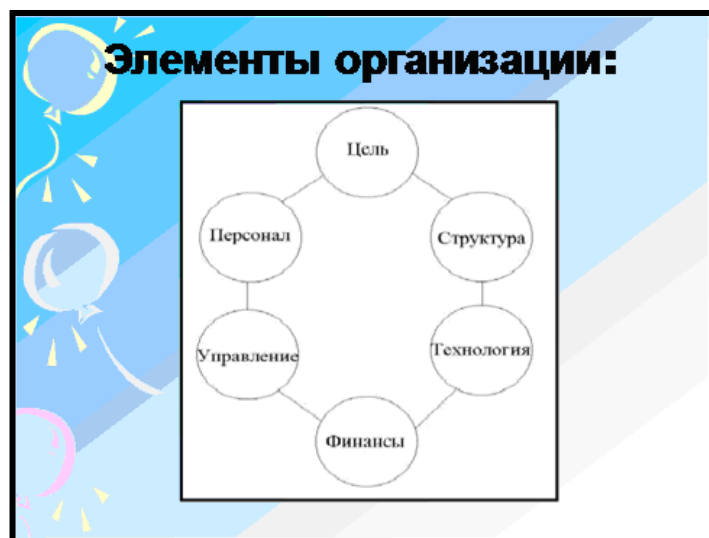 Элементы организации:
Цель
Персонал
Структура
Управление
Технология
Финансы